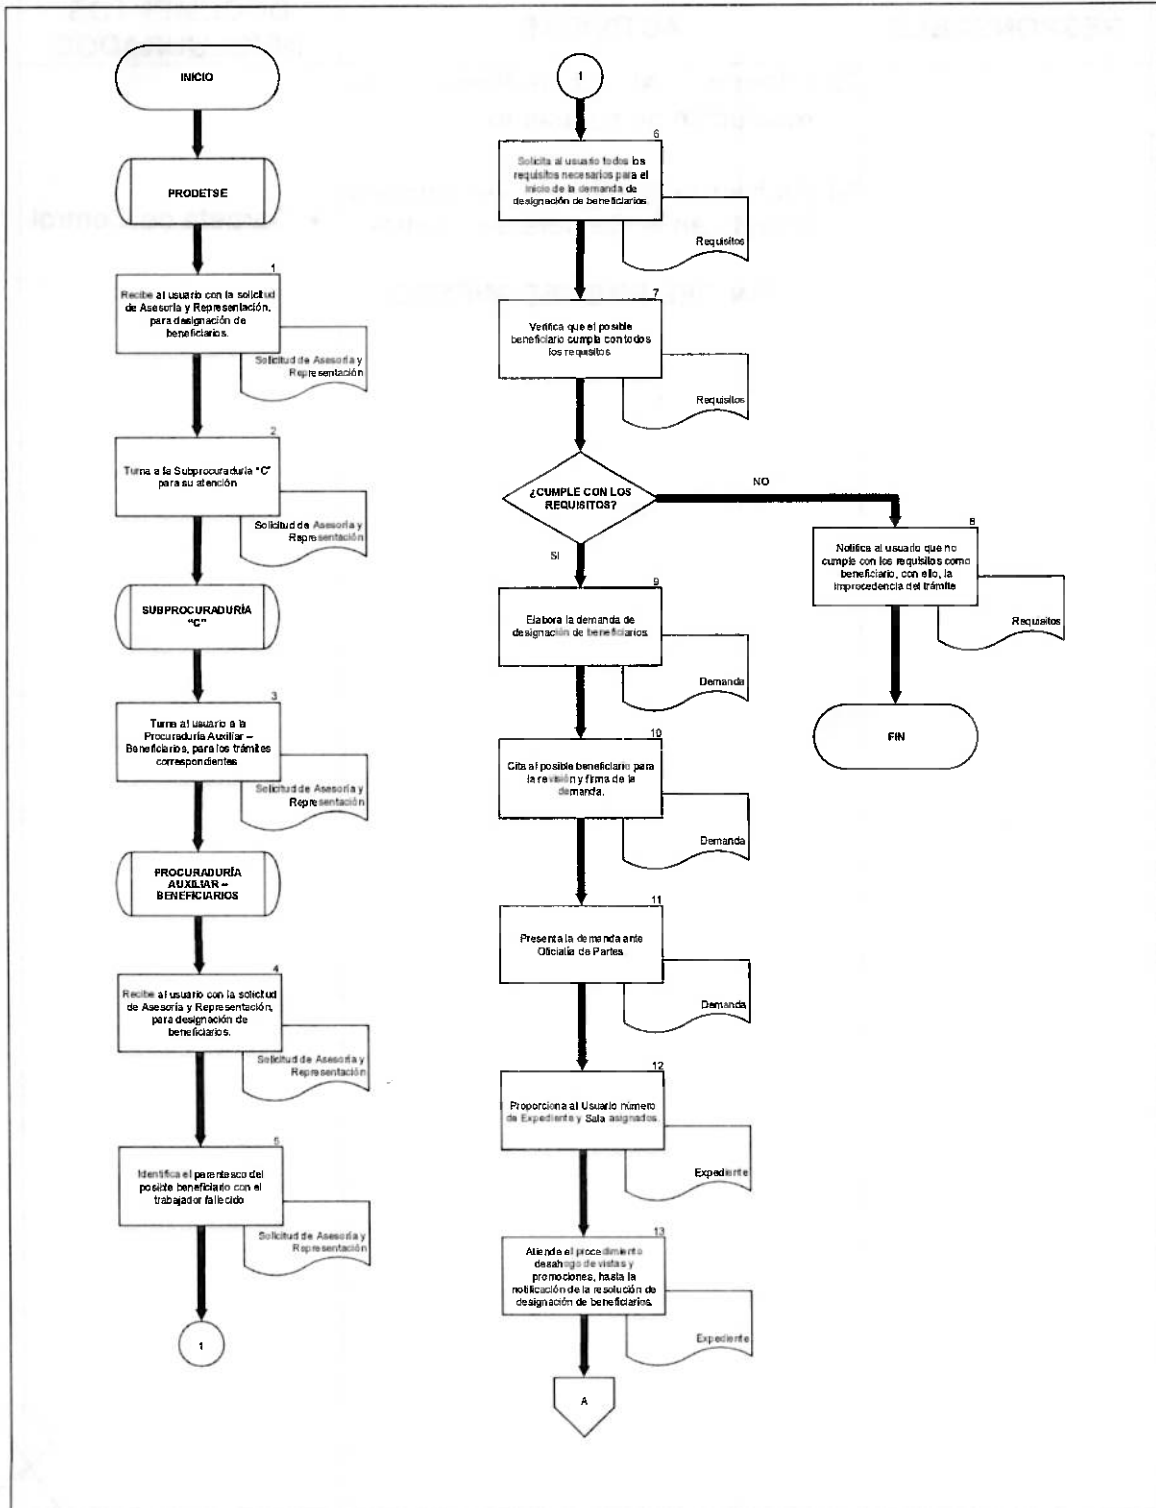 INICIO
PRODETSE
1
Recibe al usuario con la solicitud
de Asesoría y Representación,
para designación de
beneficiarios.
Solicitud de Asesoría y
Representación
2
Turna a la Subprocuraduría "C"
para su atención
Solicitud de Asesoría y
Representación
SUBPROCURADURÍA
"C"
3
Turna al usuario a la
Procuraduría Auxiliar –
Beneficiarios, para los trámites
correspondientes
Solicitud de Asesoría y
Representación
PROCURADURÍA
AUXILIAR –
BENEFICIARIOS
4
Recibe al usuario con la solicitud
de Asesoría y Representación,
para designación de
beneficiarios.
Solicitud de Asesoría y
Representación
5
Identifica el parentesco del
posible beneficiario con el
trabajador fallecido
Solicitud de Asesoría y
Representación
1
1
6
Solicita al usuario todos los
requisitos necesarios para el
inicio de la demanda de
designación de beneficiarios.
Requisitos
7
Verifica que el posible
beneficiario cumpla con todos
los requisitos
Requisitos
¿CUMPLE CON LOS
REQUISITOS?
NO
SI
8
Notifica al usuario que no
cumple con los requisitos como
beneficiario, con ello, la
improcedencia del trámite
Requisitos
FIN
9
Elabora la demanda de
designación de beneficiarios
Demanda
10
Cita al posible beneficiario para
la revisión y firma de la
demanda.
Demanda
11
Presenta la demanda ante
Oficialía de Partes
Demanda
12
Proporciona al Usuario número
de Expediente y Sala asignados.
Expediente
13
Atiende el procedimiento
desahogo de vistas y
promociones, hasta la
notificación de la resolución de
designación de beneficiarios.
Expediente
A